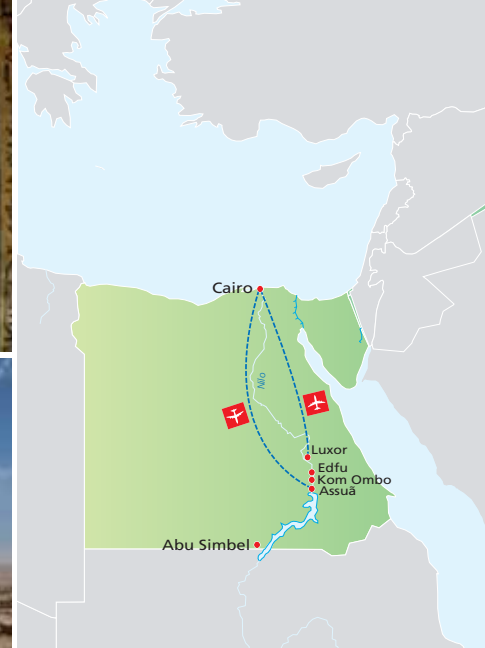 Cairo
Nilo
Luxor
Edfu
Kom Ombo
Assuã
Abu Simbel